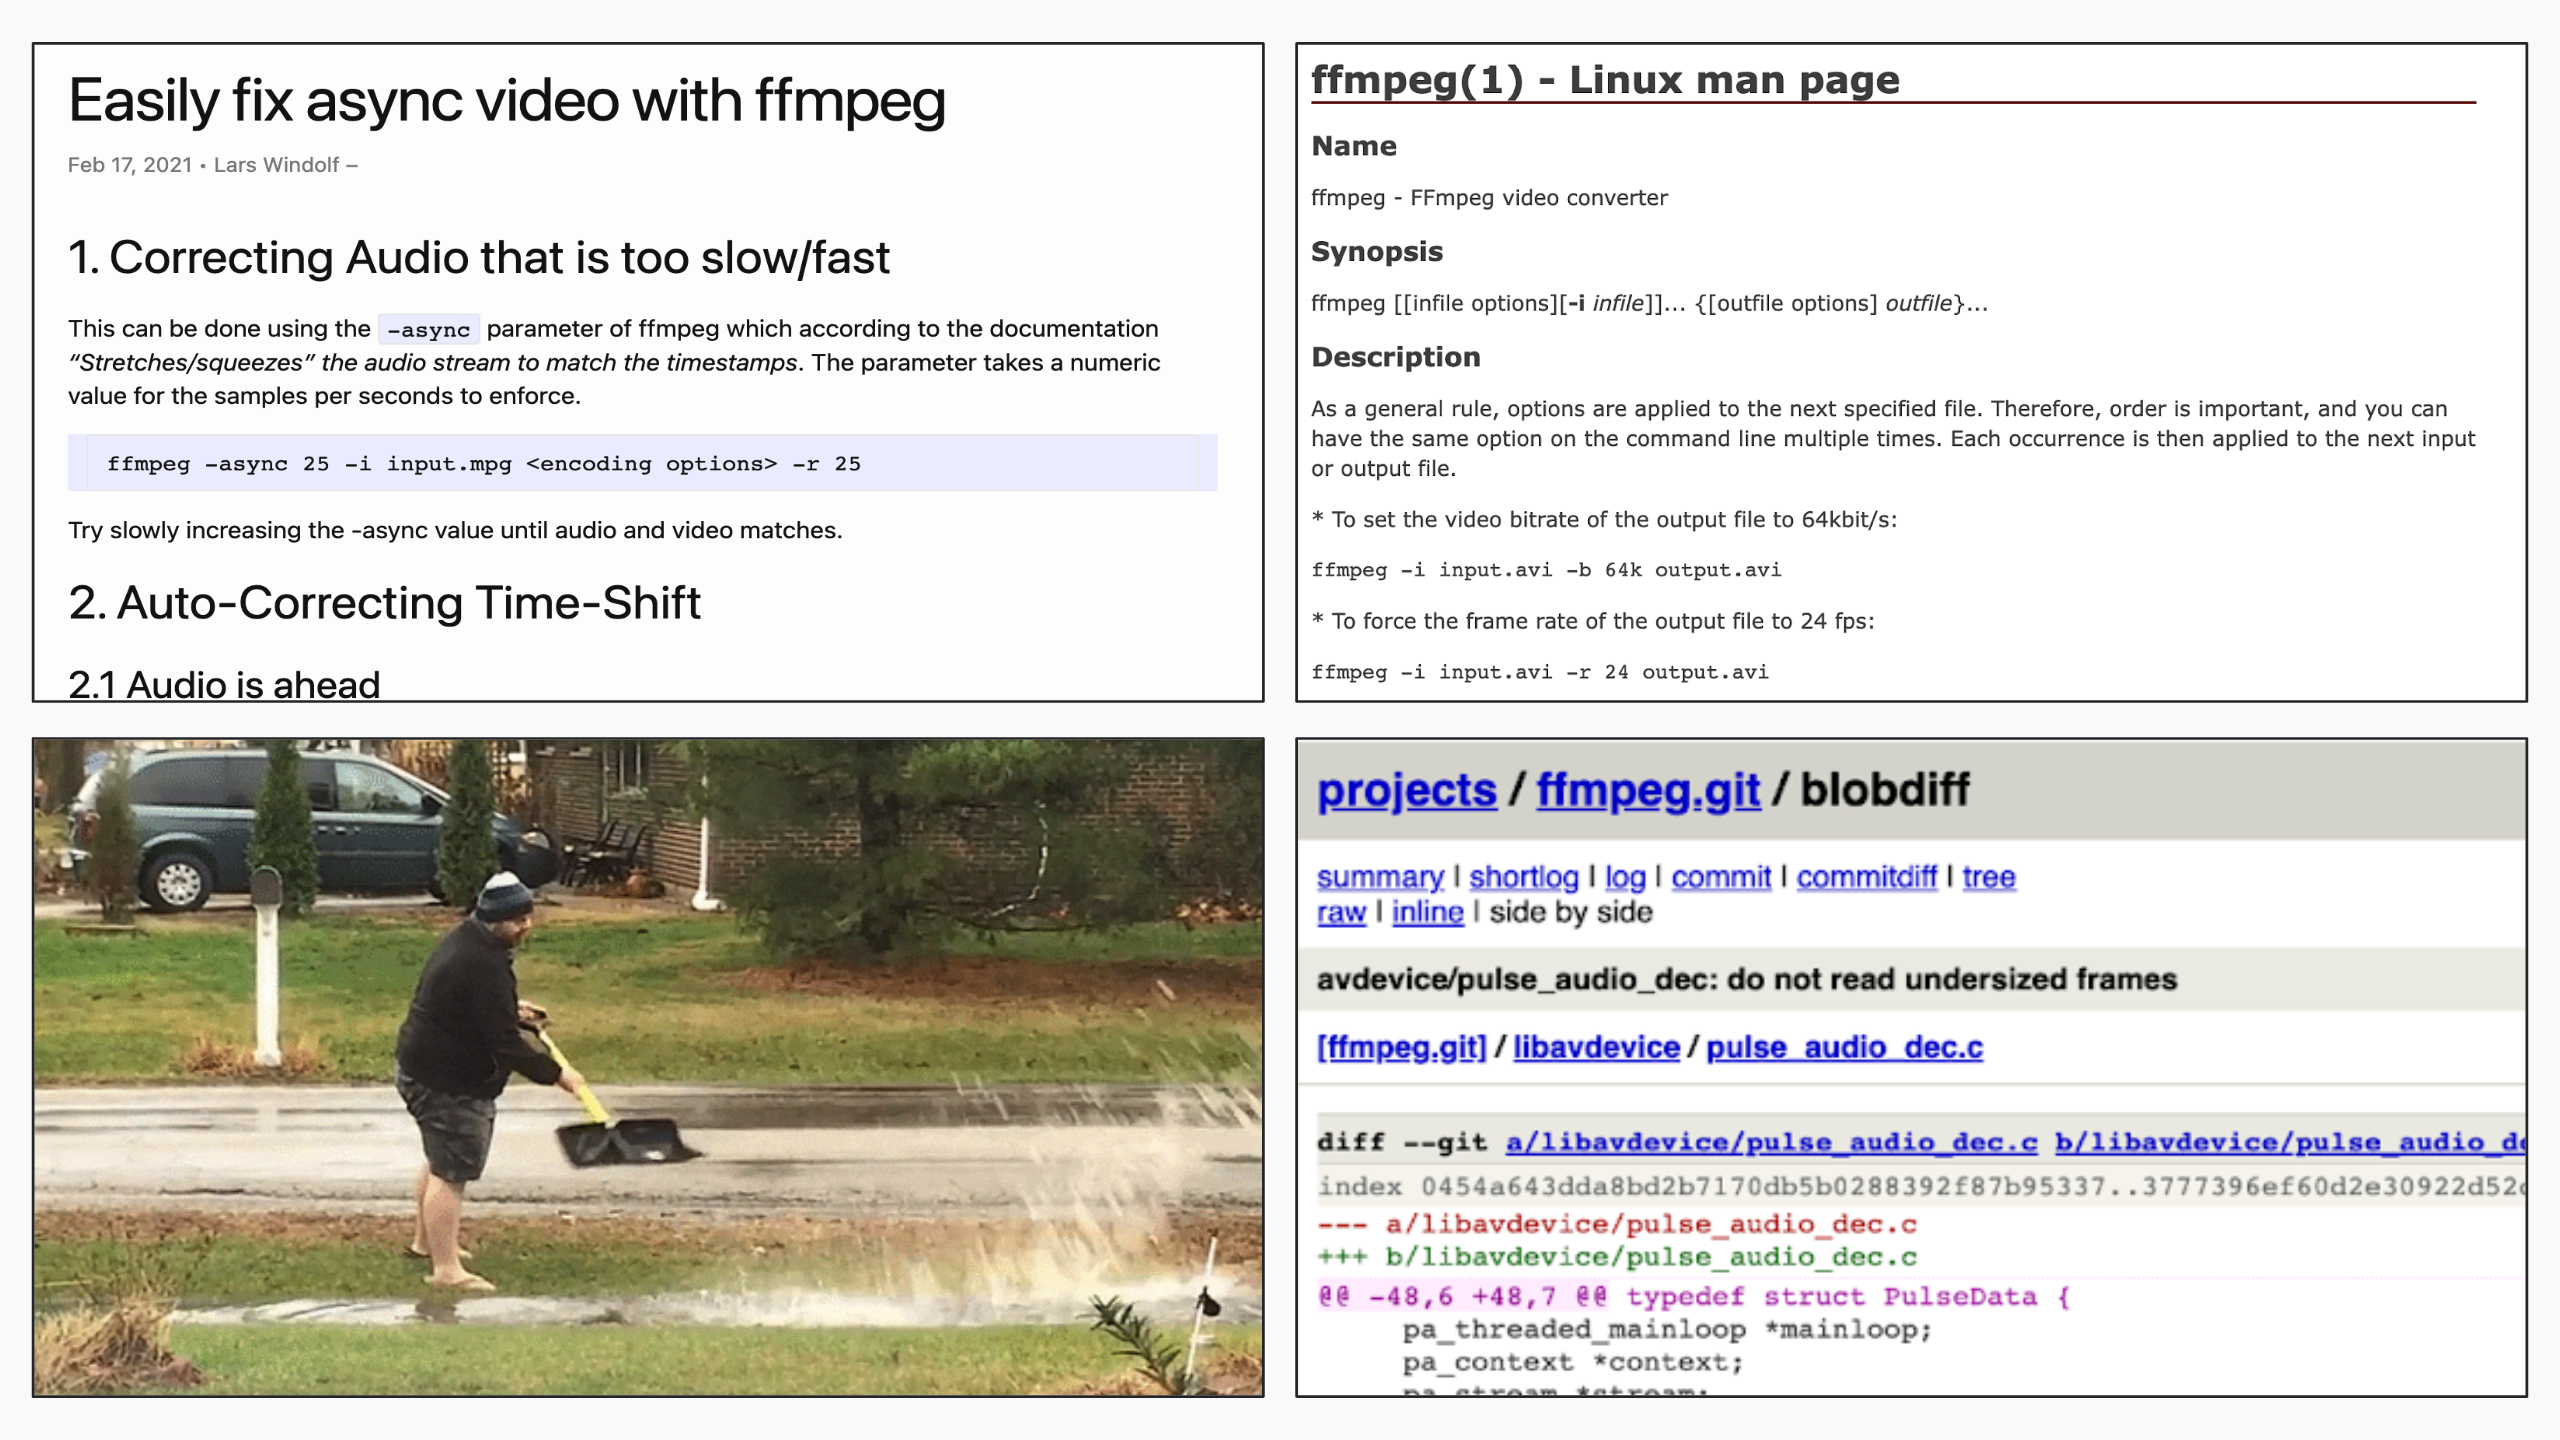 Easily fix async video with ffmpeg
Feb 17, 2021 • Lars Windolf –
1. Correcting Audio that is too slow/fast
This can be done using the -async parameter of ffmpeg which according to the documentation
“Stretches/squeezes” the audio stream to match the timestamps. The parameter takes a numeric
value for the samples per seconds to enforce.
ffmpeg -async 25 -i input.mpg <encoding options> -r 25
Try slowly increasing the -async value until audio and video matches.
2. Auto-Correcting Time-Shift
2.1 Audio is ahead
ffmpeg(1) - Linux man page
Name
ffmpeg - FFmpeg video converter
Synopsis
ffmpeg [[infile options][-i infile]]... {[outfile options] outfile}...
Description
As a general rule, options are applied to the next specified file. Therefore, order is important, and you can
have the same option on the command line multiple times. Each occurrence is then applied to the next input
or output file.
* To set the video bitrate of the output file to 64kbit/s:
ffmpeg -i input.avi -b 64k output.avi
* To force the frame rate of the output file to 24 fps:
ffmpeg -i input.avi -r 24 output.avi
projects / ffmpeg.git / blobdiff
summary | shortlog | log | commit | commitdiff | tree
raw | inline | side by side
avdevice/pulse_audio_dec: do not read undersized frames
[ffmpeg.git] / libavdevice / pulse_audio_dec.c
diff --git a/libavdevice/pulse_audio_dec.c b/libavdevice/pulse_audio_de
index 0454a643dda8bd2b7170db5b0288392f87b95337..3777396ef60d2e30922d52
--- a/libavdevice/pulse_audio_dec.c
+++ b/libavdevice/pulse_audio_dec.c
@@ -48,6 +48,7 @@ typedef struct PulseData {
pa_threaded_mainloop *mainloop;
pa_context *context;
pa_stream *stream;